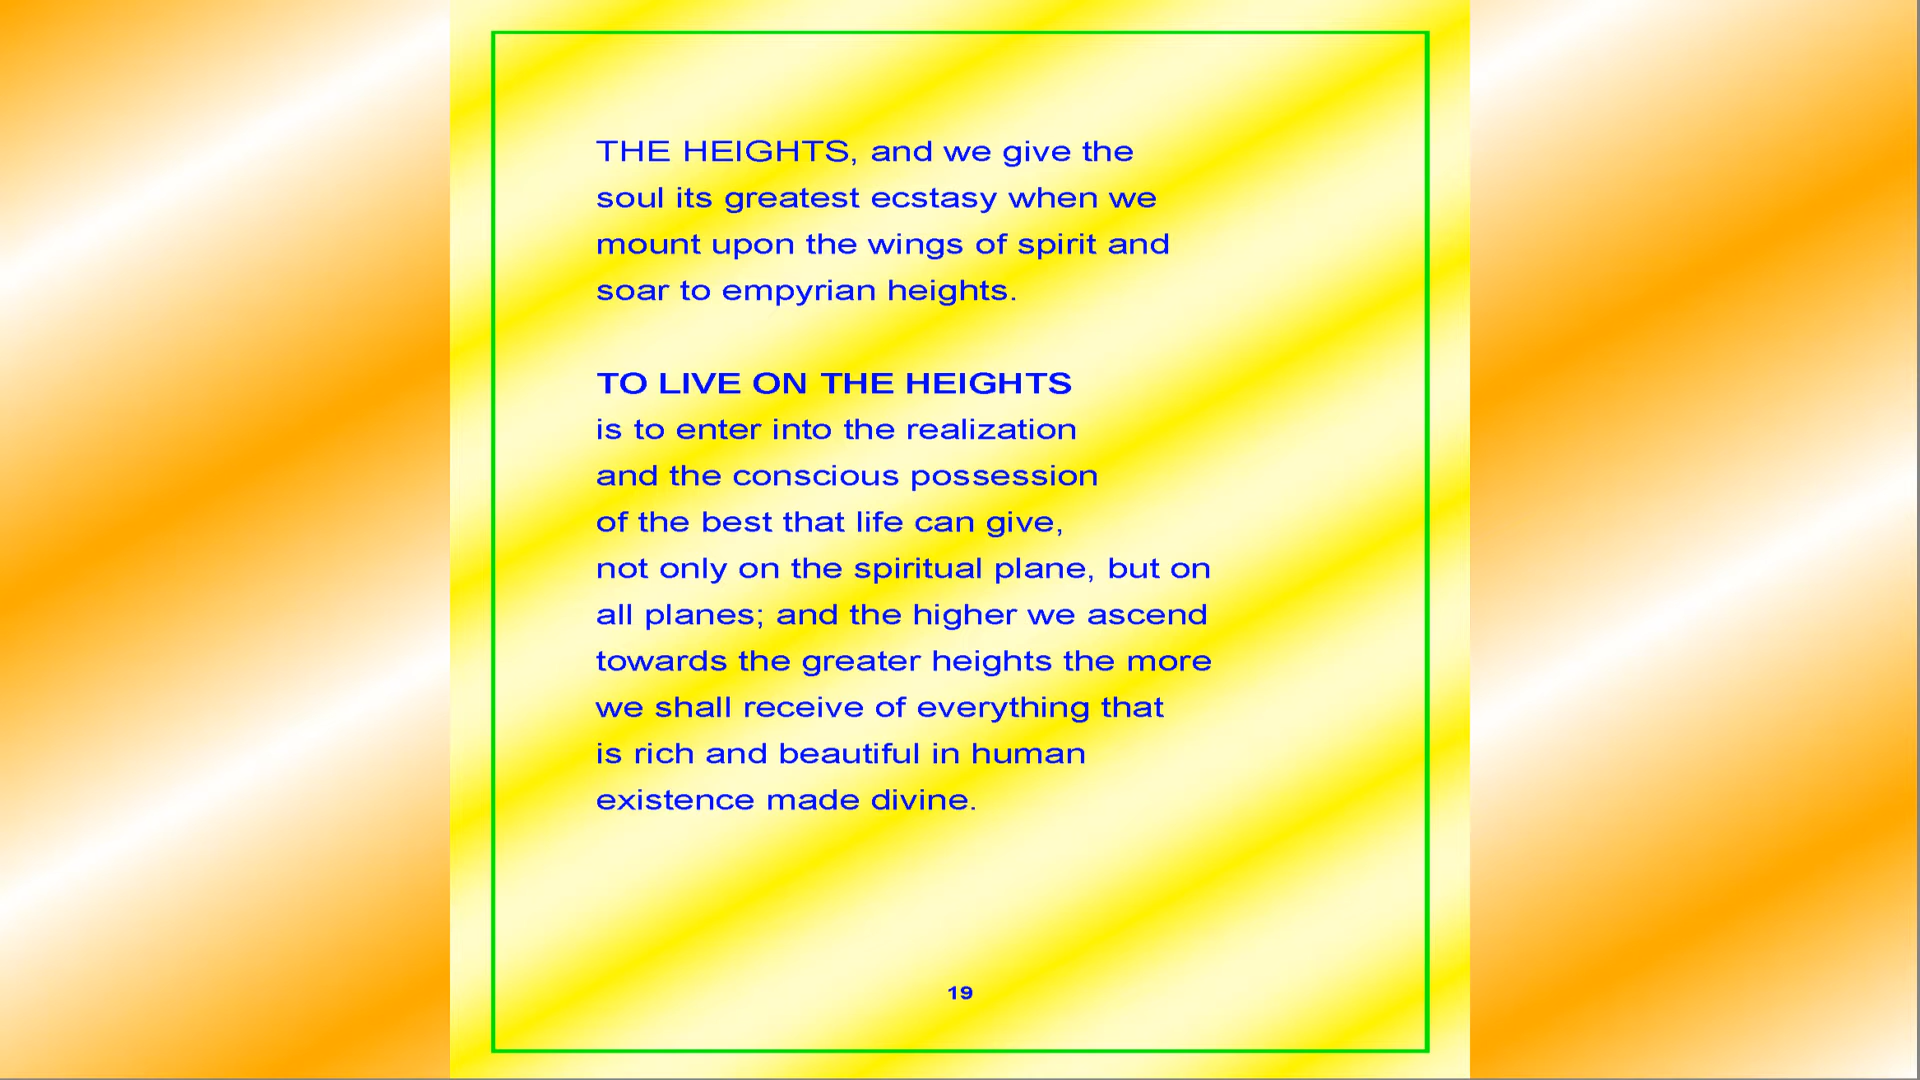 THE HEIGHTS, and we give the
soul its greatest ecstasy when we
mount upon the wings of spirit and
soar to empyrian heights.
TO LIVE ON THE HEIGHTS
is to enter into the realization
and the conscious possession
of the best that life can give,
not only on the spiritual plane, but on
all planes; and the higher we ascend
towards the greater heights the more
we shall receive of everything that
is rich and beautiful in human
existence made divine.
19